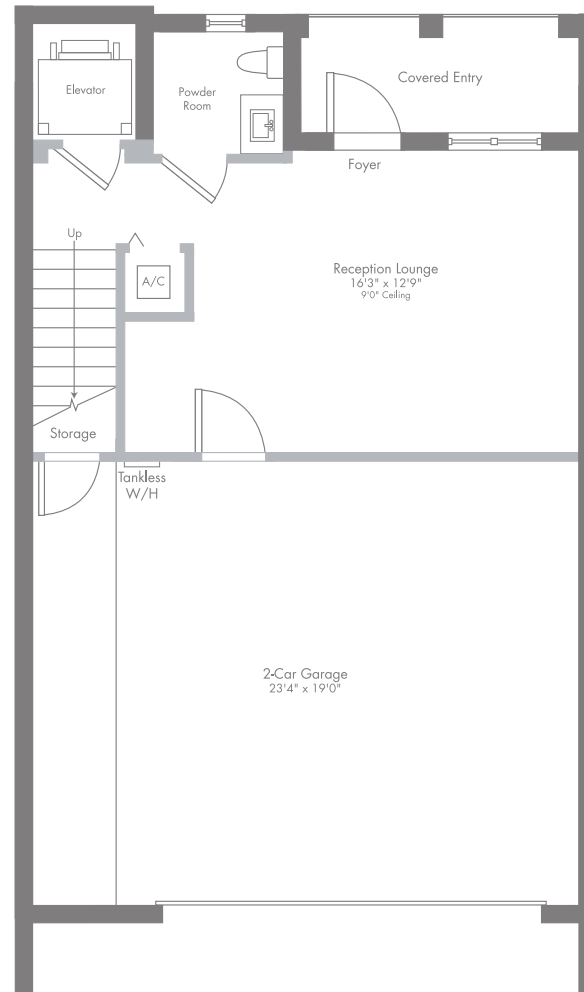 Elevator
Powder
Room
Covered Entry
Foyer
Up
A/C
Reception Lounge
16'3" x 12'9"
9'0" Ceiling
Storage
Tankless
W/H
2-Car Garage
23'4" x 19'0"